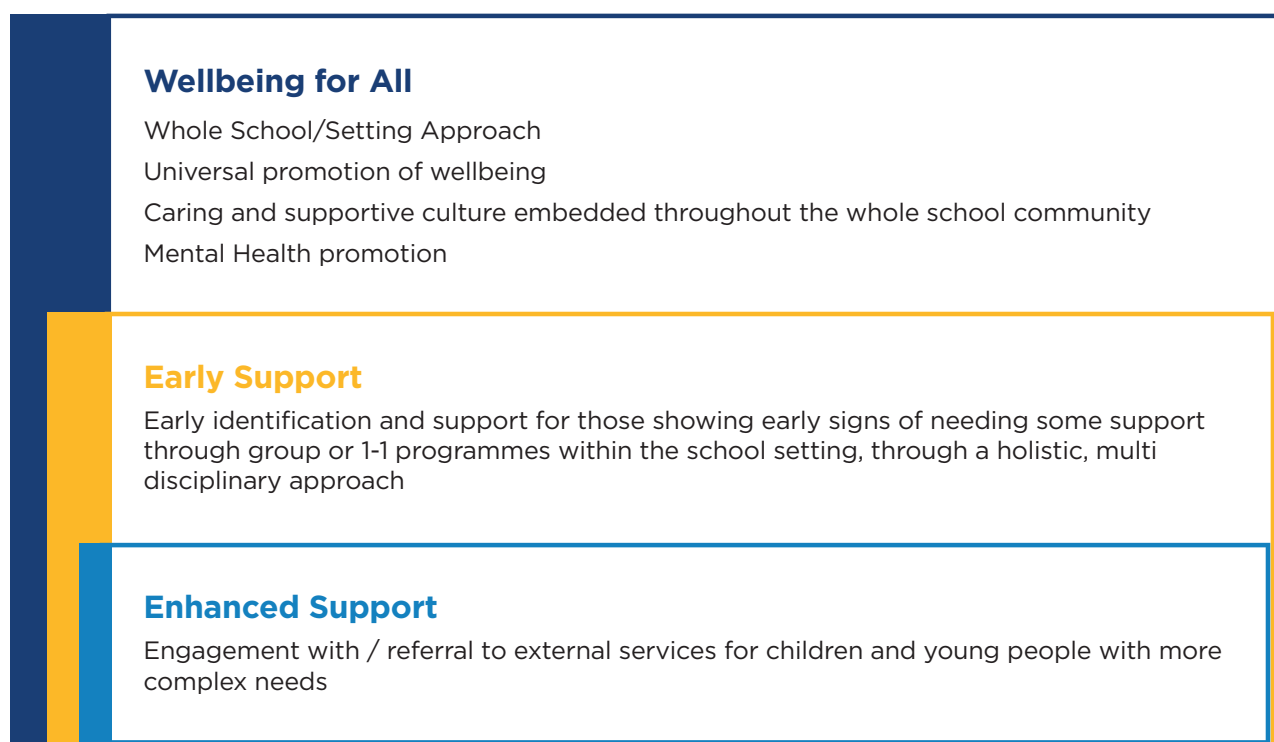 Wellbeing for All
Whole School/Setting Approach
Universal promotion of wellbeing
Caring and supportive culture embedded throughout the whole school community
Mental Health promotion
Early Support
Early identification and support for those showing early signs of needing some support
through group or 1-1 programmes within the school setting, through a holistic, multi
disciplinary approach
Enhanced Support
Engagement with / referral to external services for children and young people with more
complex needs